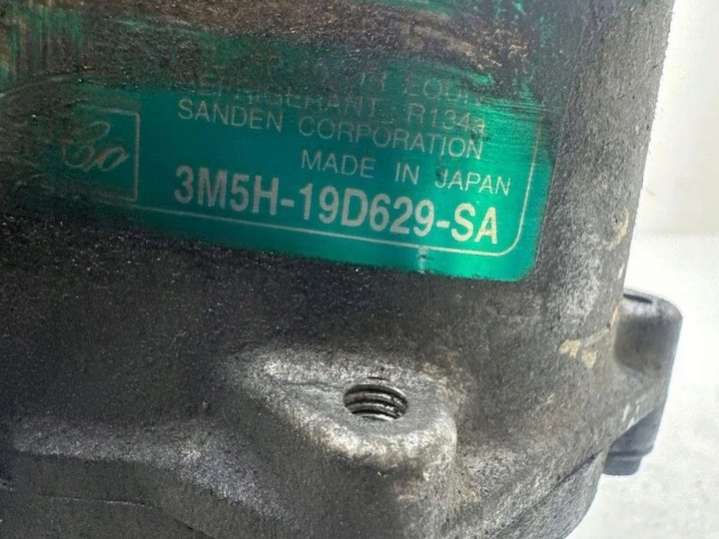 REFRIGERANT R134a
SANDEN CORPORATION
MADE IN JAPAN
3M5H-19D629-SA